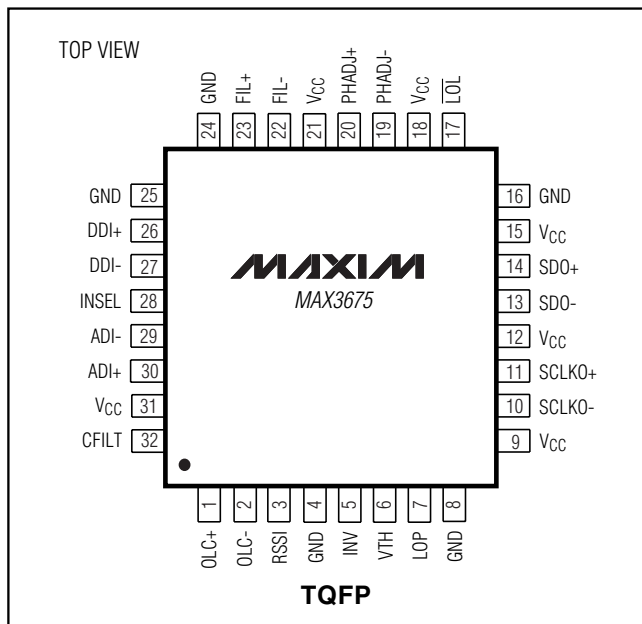 TOP VIEW
GND
FIL+
FIL-
VCC
PHADJ+
PHADJ-
VCC
L̅O̅L̅
24
23
22
21
20
19
18
17
GND 25
DDI+ 26
DDI- 27
INSEL 28
ADI- 29
ADI+ 30
VCC 31
CFILT 32
MAXIM
MAX3675
16 GND
15 VCC
14 SDO+
13 SDO-
12 VCC
11 SCLKO+
10 SCLKO-
9 VCC
1
2
3
4
5
6
7
8
OLC+
OLC-
RSSI
GND
INV
VTH
LOP
GND
TQFP